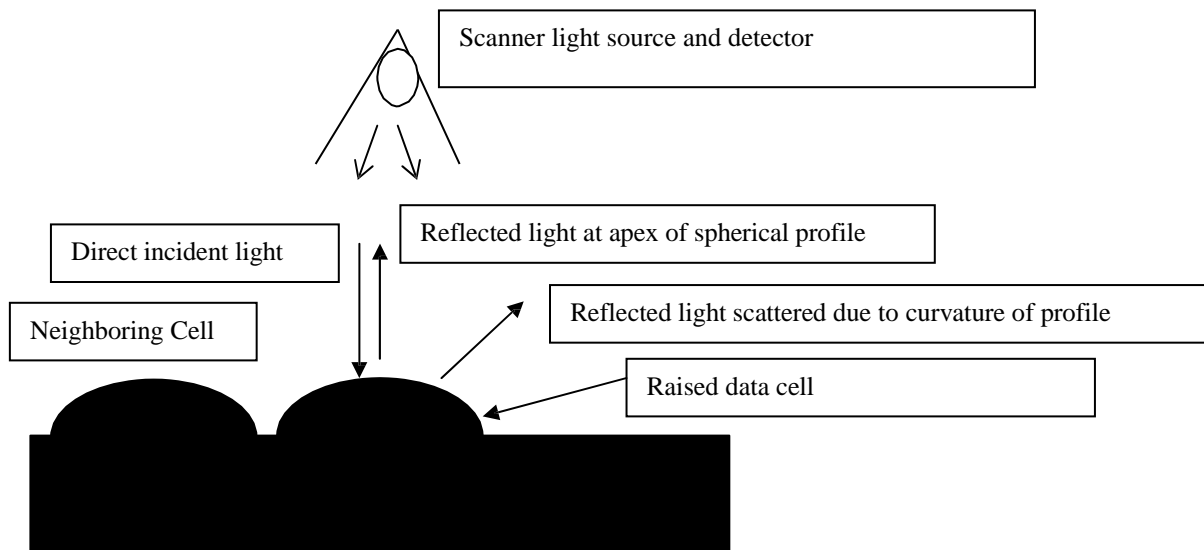 Scanner light source and detector
Reflected light at apex of spherical profile
Direct incident light
Reflected light scattered due to curvature of profile
Neighboring Cell
Raised data cell